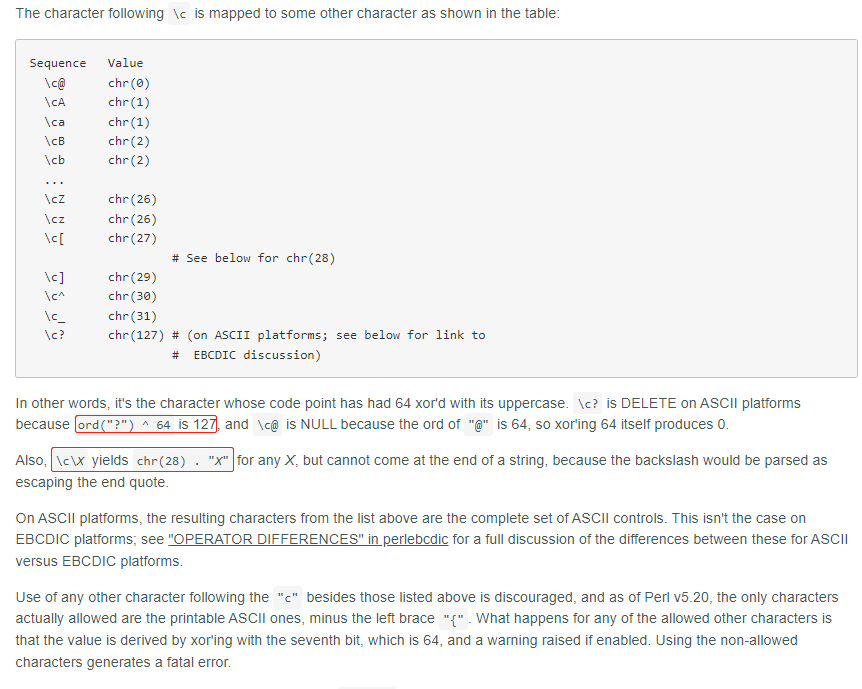 The character following \c is mapped to some other character as shown in the table:
Sequence   Value
  \c@      chr(0)
  \cA      chr(1)
  \ca      chr(1)
  \cB      chr(2)
  \cb      chr(2)
  ...
  \cZ      chr(26)
  \cz      chr(26)
  \c[      chr(27)
                    # See below for chr(28)
  \c]      chr(29)
  \c^      chr(30)
  \c_      chr(31)
  \c?      chr(127) # (on ASCII platforms; see below for link to
                    #  EBCDIC discussion)
In other words, it's the character whose code point has had 64 xor'd with its uppercase. \c? is DELETE on ASCII platforms
because ord("?") ^ 64 is 127, and \c@ is NULL because the ord of "@" is 64, so xor'ing 64 itself produces 0.
Also, \c\X yields chr(28) . "X" for any X, but cannot come at the end of a string, because the backslash would be parsed as
escaping the end quote.
On ASCII platforms, the resulting characters from the list above are the complete set of ASCII controls. This isn't the case on
EBCDIC platforms; see "OPERATOR DIFFERENCES" in perlebcdic for a full discussion of the differences between these for ASCII
versus EBCDIC platforms.
Use of any other character following the "c" besides those listed above is discouraged, and as of Perl v5.20, the only characters
actually allowed are the printable ASCII ones, minus the left brace "{". What happens for any of the allowed other characters is
that the value is derived by xor'ing with the seventh bit, which is 64, and a warning raised if enabled. Using the non-allowed
characters generates a fatal error.